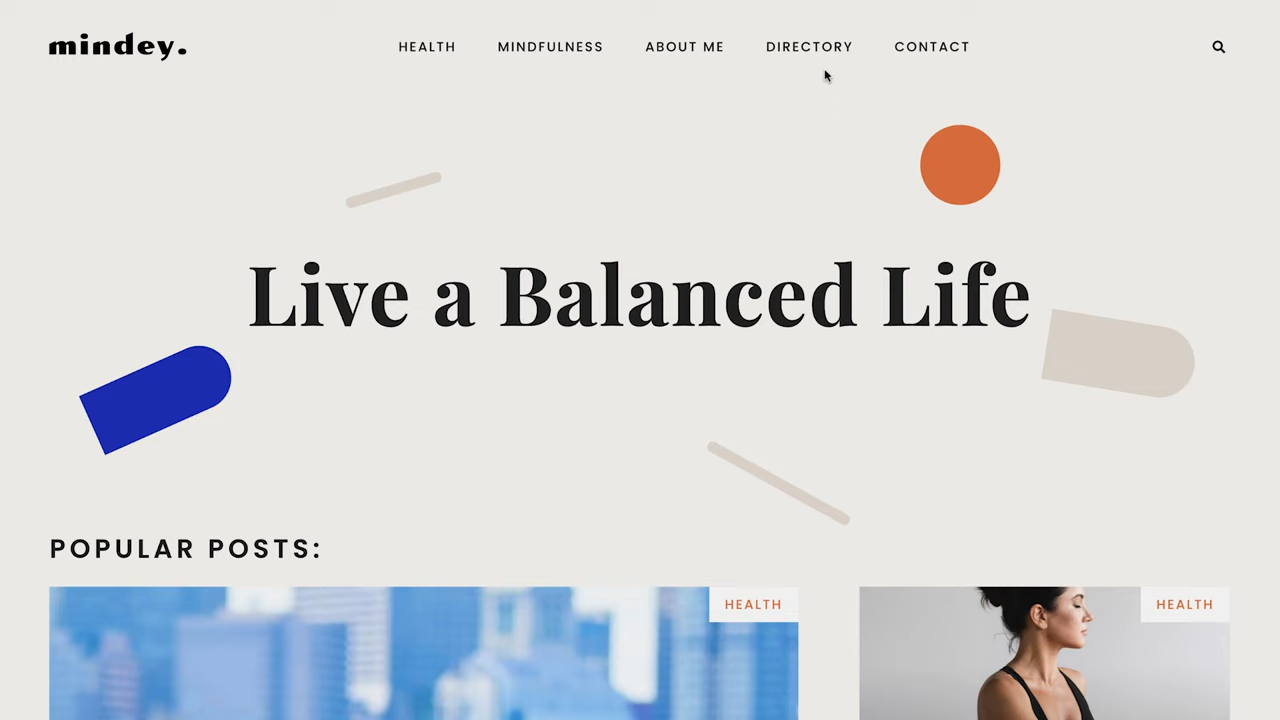 mindey.
HEALTH MINDFULNESS ABOUT ME DIRECTORY CONTACT
Live a Balanced Life
POPULAR POSTS:
HEALTH
HEALTH